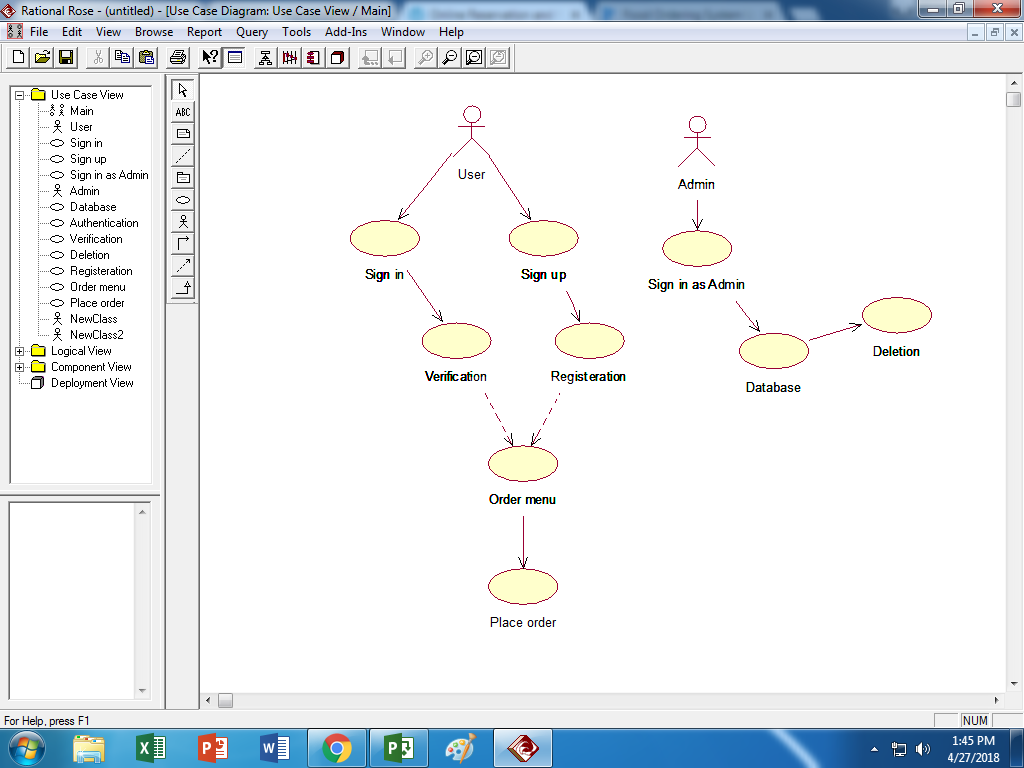 Rational Rose - (untitled) - [Use Case Diagram: Use Case View / Main]
File Edit View Browse Report Query Tools Add-Ins Window Help
ABC
Use Case View
Main
User
Sign in
Sign up
Sign in as Admin
Admin
Database
Authentication
Verification
Deletion
Registeration
Order menu
Place order
NewClass
NewClass2
Logical View
Component View
Deployment View
User
Admin
Sign in
Sign up
Sign in as Admin
Verification
Registeration
Database
Deletion
Order menu
Place order
For Help, press F1
NUM
1:45 PM
4/27/2018